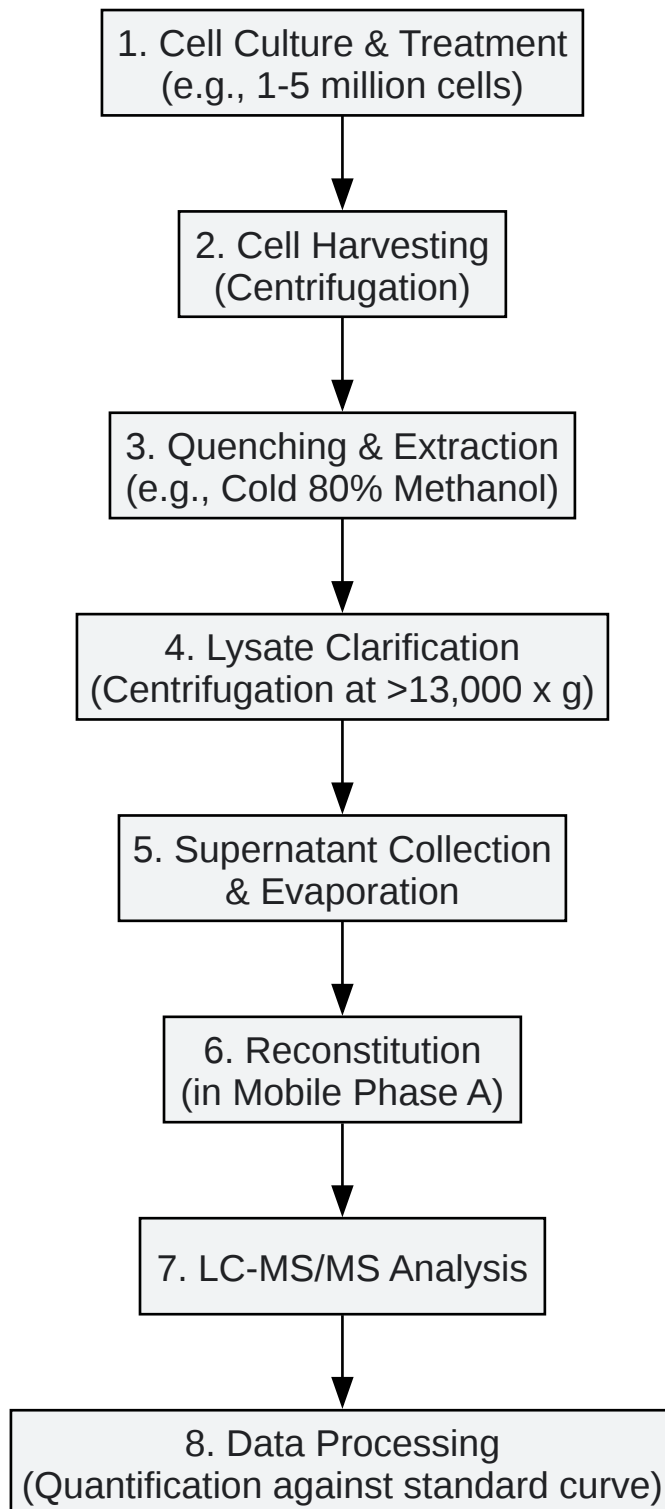 1. Cell Culture & Treatment
(e.g., 1-5 million cells)
2. Cell Harvesting
(Centrifugation)
3. Quenching & Extraction
(e.g., Cold 80% Methanol)
4. Lysate Clarification
(Centrifugation at >13,000 x g)
5. Supernatant Collection
& Evaporation
6. Reconstitution
(in Mobile Phase A)
7. LC-MS/MS Analysis
8. Data Processing
(Quantification against standard curve)